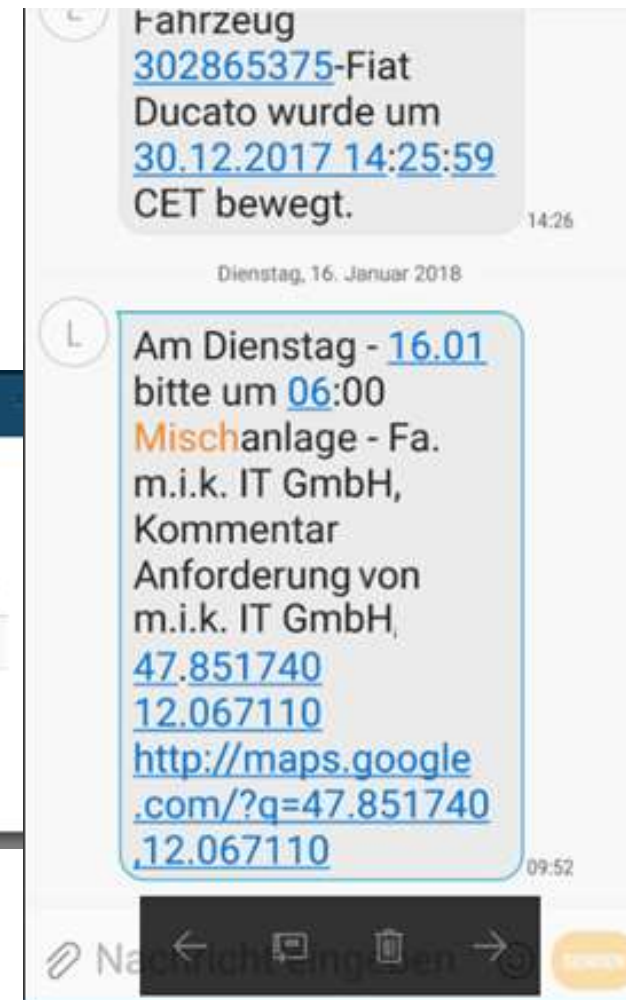 L
Fahrzeug
302865375-Fiat
Ducato wurde um
30.12.2017 14:25:59
CET bewegt.
14:26
Dienstag, 16. Januar 2018
L
Am Dienstag - 16.01
bitte um 06:00
Mischanlage - Fa.
m.i.k. IT GmbH,
Kommentar
Anforderung von
m.i.k. IT GmbH,
47.851740
12.067110
http://maps.google
.com/?q=47.851740
,12.067110
09:52
Nachricht eingeben